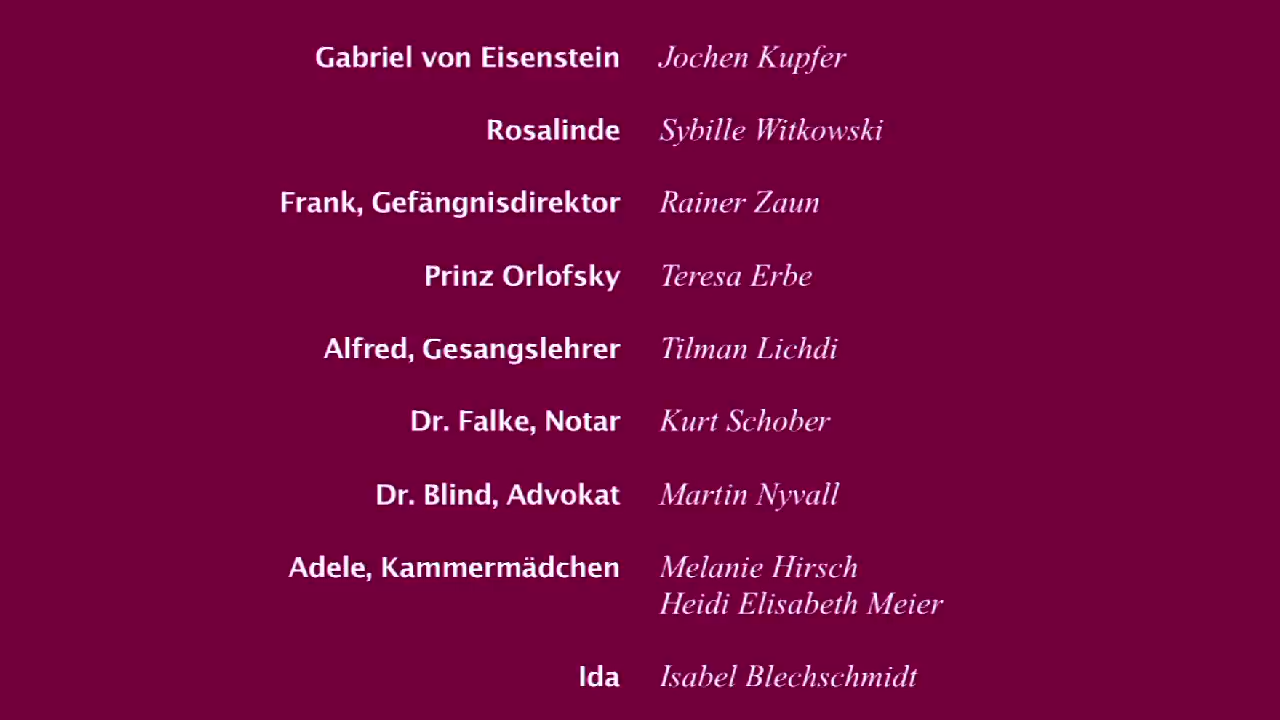 Gabriel von Eisenstein Jochen Kupfer
Rosalinde Sybille Witkowski
Frank, Gefängnisdirektor Rainer Zaun
Prinz Orlofsky Teresa Erbe
Alfred, Gesangslehrer Tilman Lichdi
Dr. Falke, Notar Kurt Schober
Dr. Blind, Advokat Martin Nyvall
Adele, Kammermädchen Melanie Hirsch
Heidi Elisabeth Meier
Ida Isabel Blechschmidt